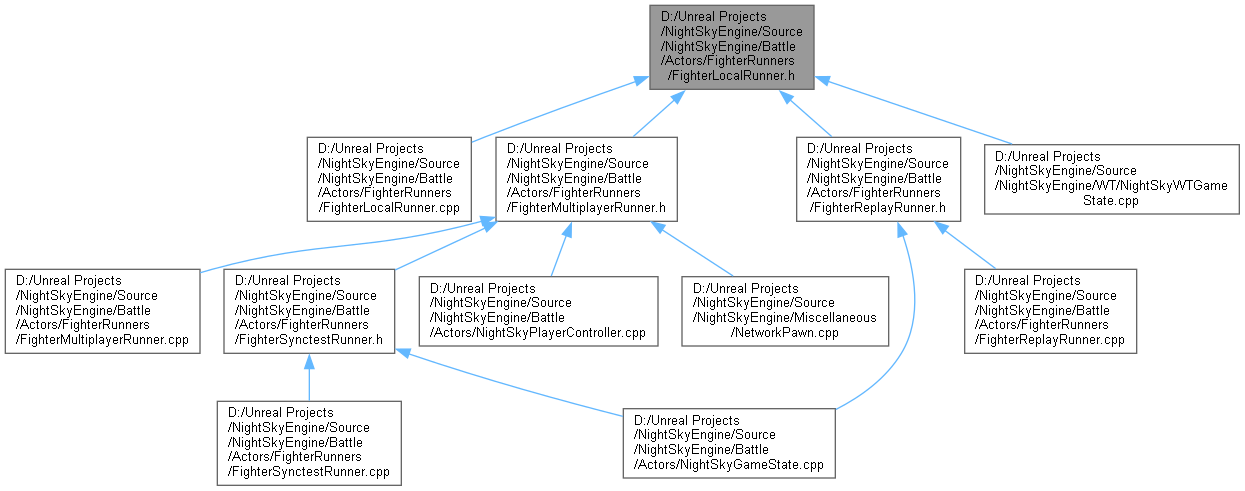 D:/Unreal Projects
/NightSkyEngine/Source
/NightSkyEngine/Battle
/Actors/FighterRunners
/FighterLocalRunner.h
D:/Unreal Projects
/NightSkyEngine/Source
/NightSkyEngine/Battle
/Actors/FighterRunners
/FighterLocalRunner.cpp
D:/Unreal Projects
/NightSkyEngine/Source
/NightSkyEngine/Battle
/Actors/FighterRunners
/FighterMultiplayerRunner.h
D:/Unreal Projects
/NightSkyEngine/Source
/NightSkyEngine/Battle
/Actors/FighterRunners
/FighterReplayRunner.h
D:/Unreal Projects
/NightSkyEngine/Source
/NightSkyEngine/WT/NightSkyWTGame
State.cpp
D:/Unreal Projects
/NightSkyEngine/Source
/NightSkyEngine/Battle
/Actors/FighterRunners
/FighterMultiplayerRunner.cpp
D:/Unreal Projects
/NightSkyEngine/Source
/NightSkyEngine/Battle
/Actors/FighterRunners
/FighterSynctestRunner.h
D:/Unreal Projects
/NightSkyEngine/Source
/NightSkyEngine/Battle
/Actors/NightSkyPlayerController.cpp
D:/Unreal Projects
/NightSkyEngine/Source
/NightSkyEngine/Miscellaneous
/NetworkPawn.cpp
D:/Unreal Projects
/NightSkyEngine/Source
/NightSkyEngine/Battle
/Actors/FighterRunners
/FighterReplayRunner.cpp
D:/Unreal Projects
/NightSkyEngine/Source
/NightSkyEngine/Battle
/Actors/FighterRunners
/FighterSynctestRunner.cpp
D:/Unreal Projects
/NightSkyEngine/Source
/NightSkyEngine/Battle
/Actors/NightSkyGameState.cpp